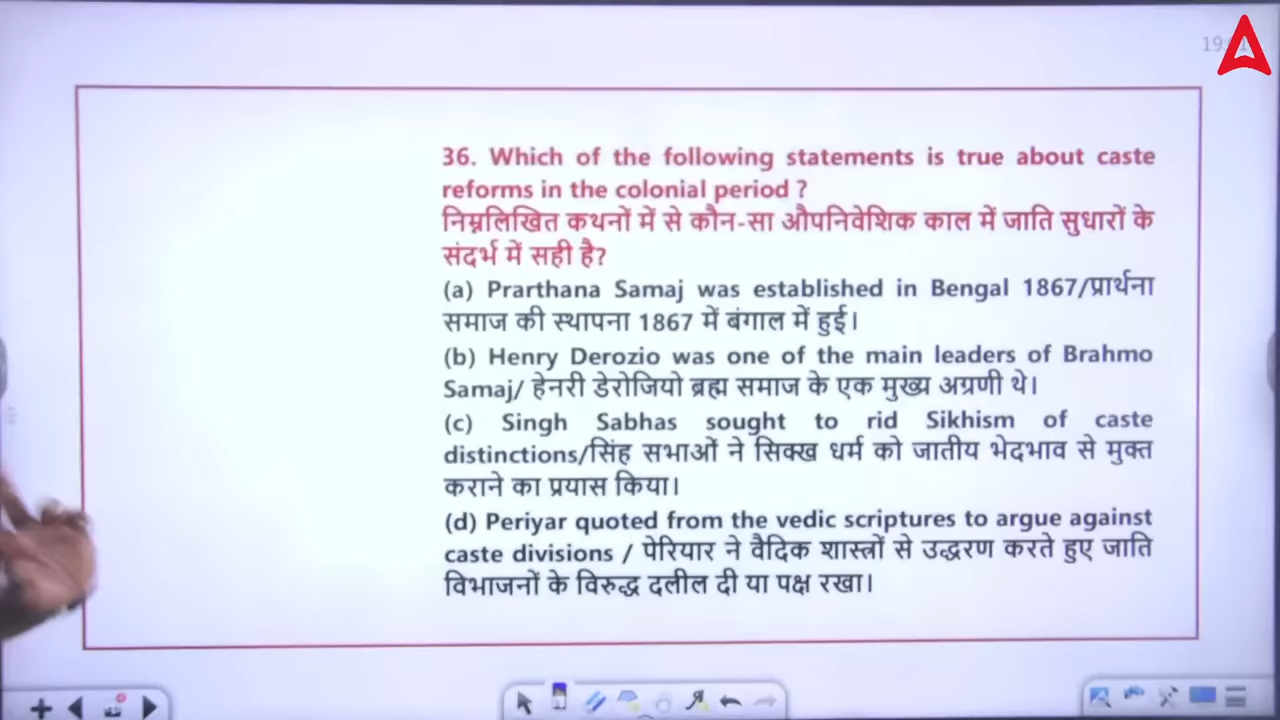 36. Which of the following statements is true about caste
reforms in the colonial period ?
निम्नलिखित कथनों में से कौन-सा औपनिवेशिक काल में जाति सुधारों के
संदर्भ में सही है?
(a) Prarthana Samaj was established in Bengal 1867/प्रार्थना
समाज की स्थापना 1867 में बंगाल में हुई।
(b) Henry Derozio was one of the main leaders of Brahmo
Samaj/ हेनरी डेरोजियो ब्रह्म समाज के एक मुख्य अग्रणी थे।
(c) Singh Sabhas sought to rid Sikhism of caste
distinctions/सिंह सभाओं ने सिक्ख धर्म को जातीय भेदभाव से मुक्त
कराने का प्रयास किया।
(d) Periyar quoted from the vedic scriptures to argue against
caste divisions / पेरियार ने वैदिक शास्त्रों से उद्धरण करते हुए जाति
विभाजनों के विरुद्ध दलील दी या पक्ष रखा।